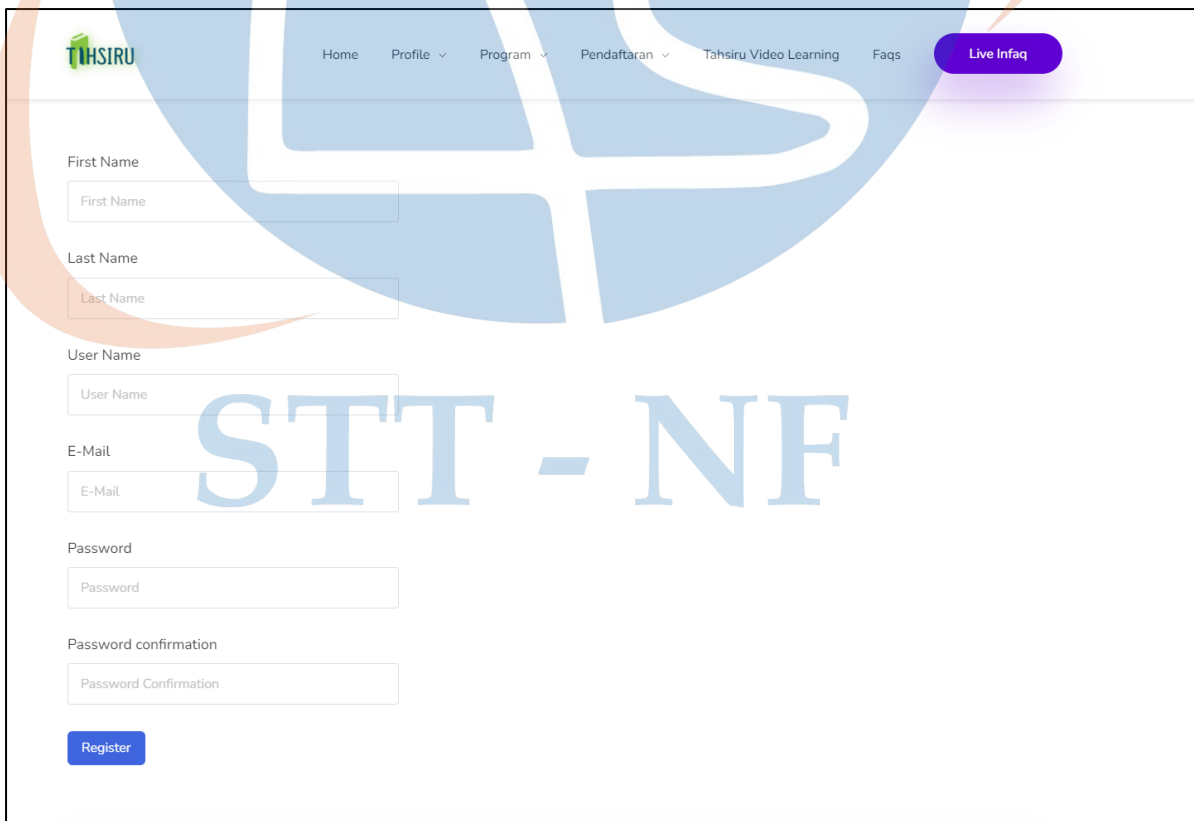 TAHSIRU
Home Profile Program Pendaftaran Tahsiru Video Learning Faqs Live Infaq
First Name
First Name
Last Name
Last Name
User Name
User Name
E-Mail
E-Mail
STT - NF
Password
Password
Password confirmation
Password Confirmation
Register